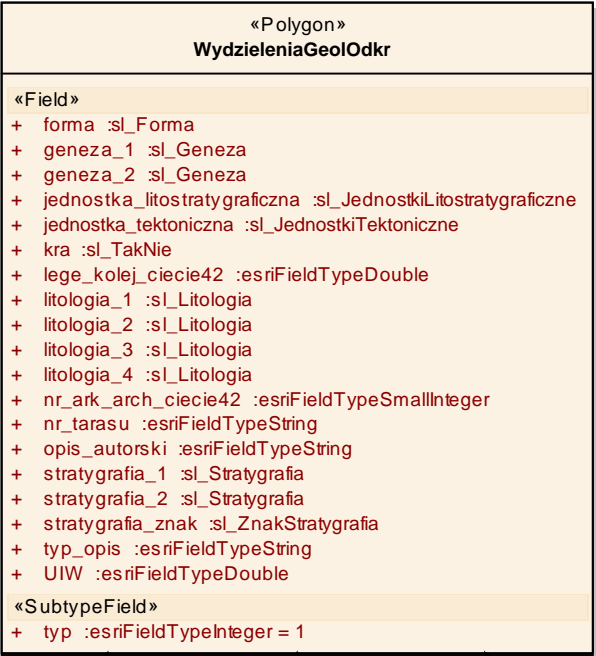 «Polygon»
WydzieleniaGeolOdkr
«Field»
+ forma :sl_Forma
+ geneza_1 :sl_Geneza
+ geneza_2 :sl_Geneza
+ jednostka_litostratygraficzna :sl_JednostkiLitostratygraficzne
+ jednostka_tektoniczna :sl_JednostkiTektoniczne
+ kra :sl_TakNie
+ lege_kolej_ciecie42 :esriFieldTypeDouble
+ litologia_1 :sl_Litologia
+ litologia_2 :sl_Litologia
+ litologia_3 :sl_Litologia
+ litologia_4 :sl_Litologia
+ nr_ark_arch_ciecie42 :esriFieldTypeSmallInteger
+ nr_tarasu :esriFieldTypeString
+ opis_autorski :esriFieldTypeString
+ stratygrafia_1 :sl_Stratygrafia
+ stratygrafia_2 :sl_Stratygrafia
+ stratygrafia_znak :sl_ZnakStratygrafia
+ typ_opis :esriFieldTypeString
+ UIW :esriFieldTypeDouble
«SubtypeField»
+ typ :esriFieldTypeInteger = 1